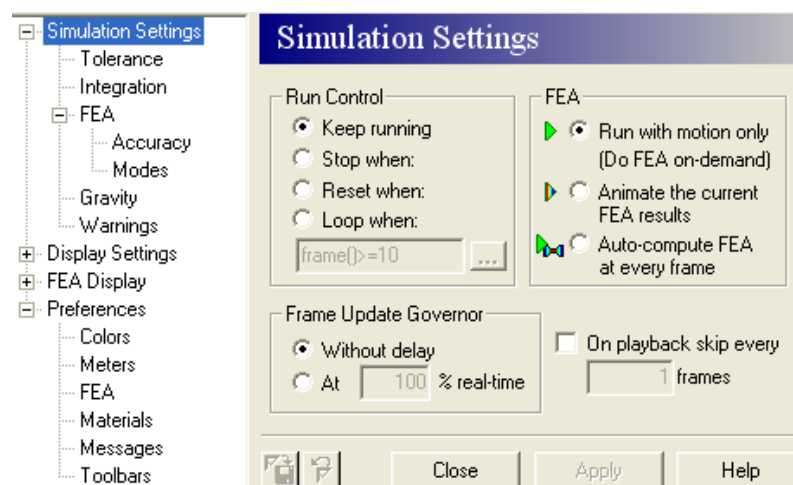 Simulation Settings
Tolerance
Integration
FEA
Accuracy
Modes
Gravity
Warnings
Display Settings
FEA Display
Preferences
Colors
Meters
FEA
Materials
Messages
Toolbars
Simulation Settings
Run Control
Keep running
Stop when:
Reset when:
Loop when:
frame()>=10
...
FEA
Run with motion only
(Do FEA on-demand)
Animate the current
FEA results
Auto-compute FEA
at every frame
Frame Update Governor
Without delay
At 100 % real-time
On playback skip every
1 frames
Close Apply Help